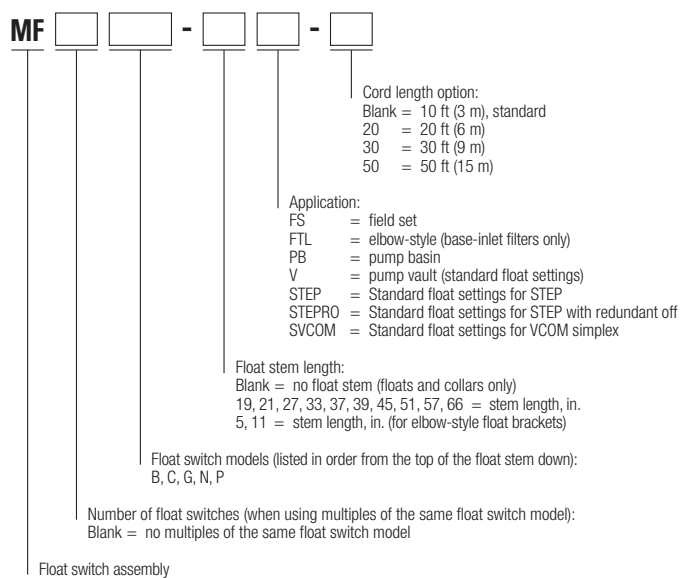 MF - -
Cord length option:
Blank = 10 ft (3 m), standard
20 = 20 ft (6 m)
30 = 30 ft (9 m)
50 = 50 ft (15 m)
Application:
FS = field set
FTL = elbow-style (base-inlet filters only)
PB = pump basin
V = pump vault (standard float settings)
STEP = Standard float settings for STEP
STEPRO = Standard float settings for STEP with redundant off
SVCOM = Standard float settings for VCOM simplex
Float stem length:
Blank = no float stem (floats and collars only)
19, 21, 27, 33, 37, 39, 45, 51, 57, 66 = stem length, in.
5, 11 = stem length, in. (for elbow-style float brackets)
Float switch models (listed in order from the top of the float stem down):
B, C, G, N, P
Number of float switches (when using multiples of the same float switch model):
Blank = no multiples of the same float switch model
Float switch assembly